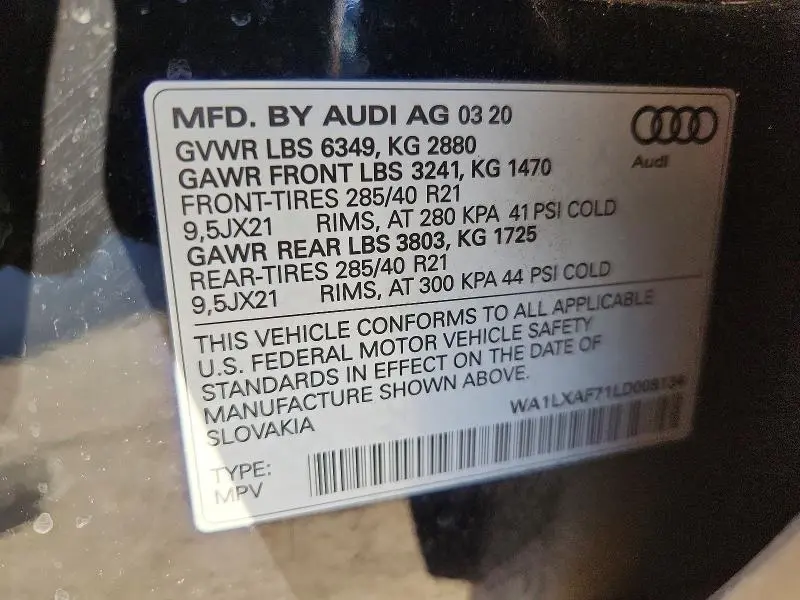 MFD. BY AUDI AG 03 20
Audi
GVWR LBS 6349, KG 2880
GAWR FRONT LBS 3241, KG 1470
FRONT-TIRES 285/40 R21
9,5JX21 RIMS, AT 280 KPA 41 PSI COLD
GAWR REAR LBS 3803, KG 1725
REAR-TIRES 285/40 R21
9,5JX21 RIMS, AT 300 KPA 44 PSI COLD
THIS VEHICLE CONFORMS TO ALL APPLICABLE
U.S. FEDERAL MOTOR VEHICLE SAFETY
STANDARDS IN EFFECT ON THE DATE OF
MANUFACTURE SHOWN ABOVE.
SLOVAKIA
TYPE:
MPV